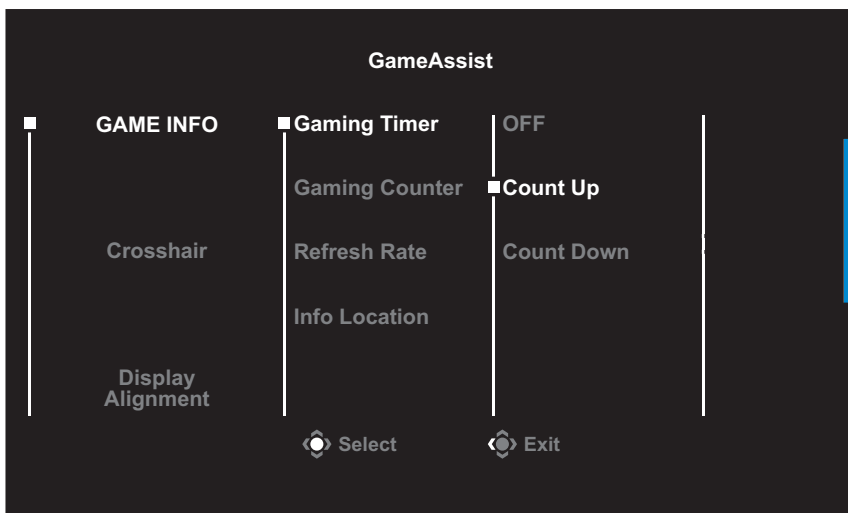 GameAssist
GAME INFO
Gaming Timer
OFF
Gaming Counter
Count Up
Crosshair
Refresh Rate
Count Down
Info Location
Display
Alignment
Select
Exit